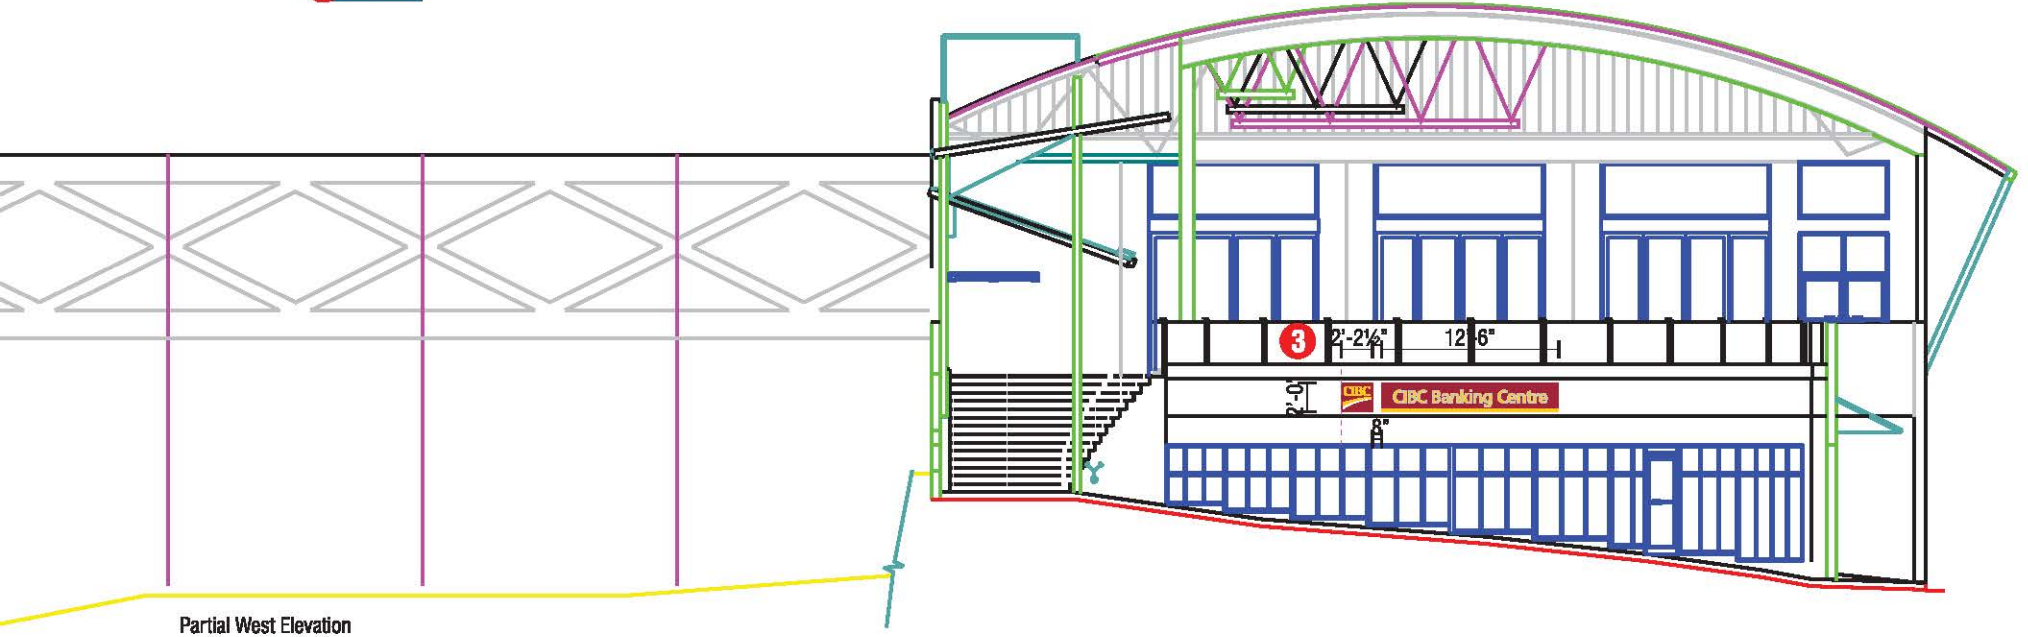 3 2'-2½" 12'-6"
2'-0"
CIBC CIBC Banking Centre
8"
Partial West Elevation